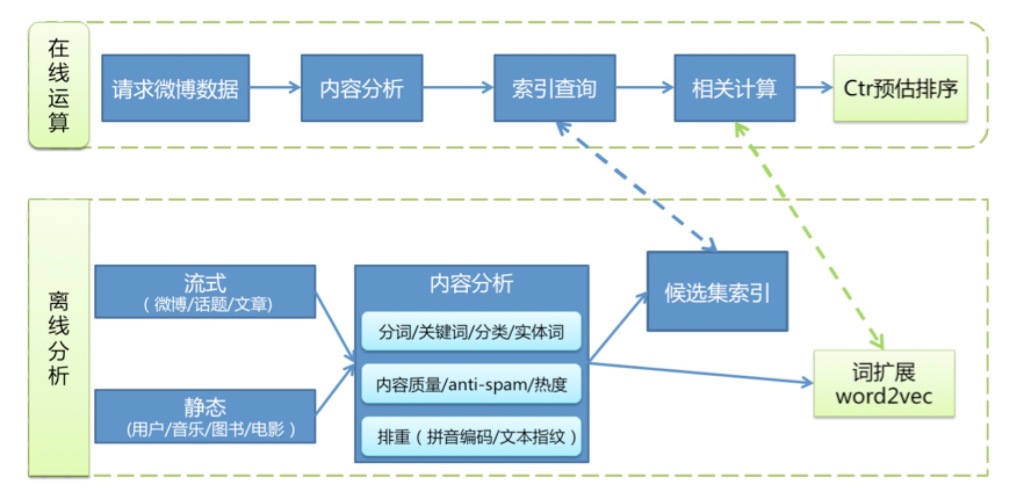 在线运算
请求微博数据
内容分析
索引查询
相关计算
Ctr预估排序
离线分析
流式
（微博/话题/文章)
静态
(用户/音乐/图书/电影）
内容分析
分词/关键词/分类/实体词
内容质量/anti-spam/热度
排重（拼音编码/文本指纹）
候选集索引
词扩展
word2vec